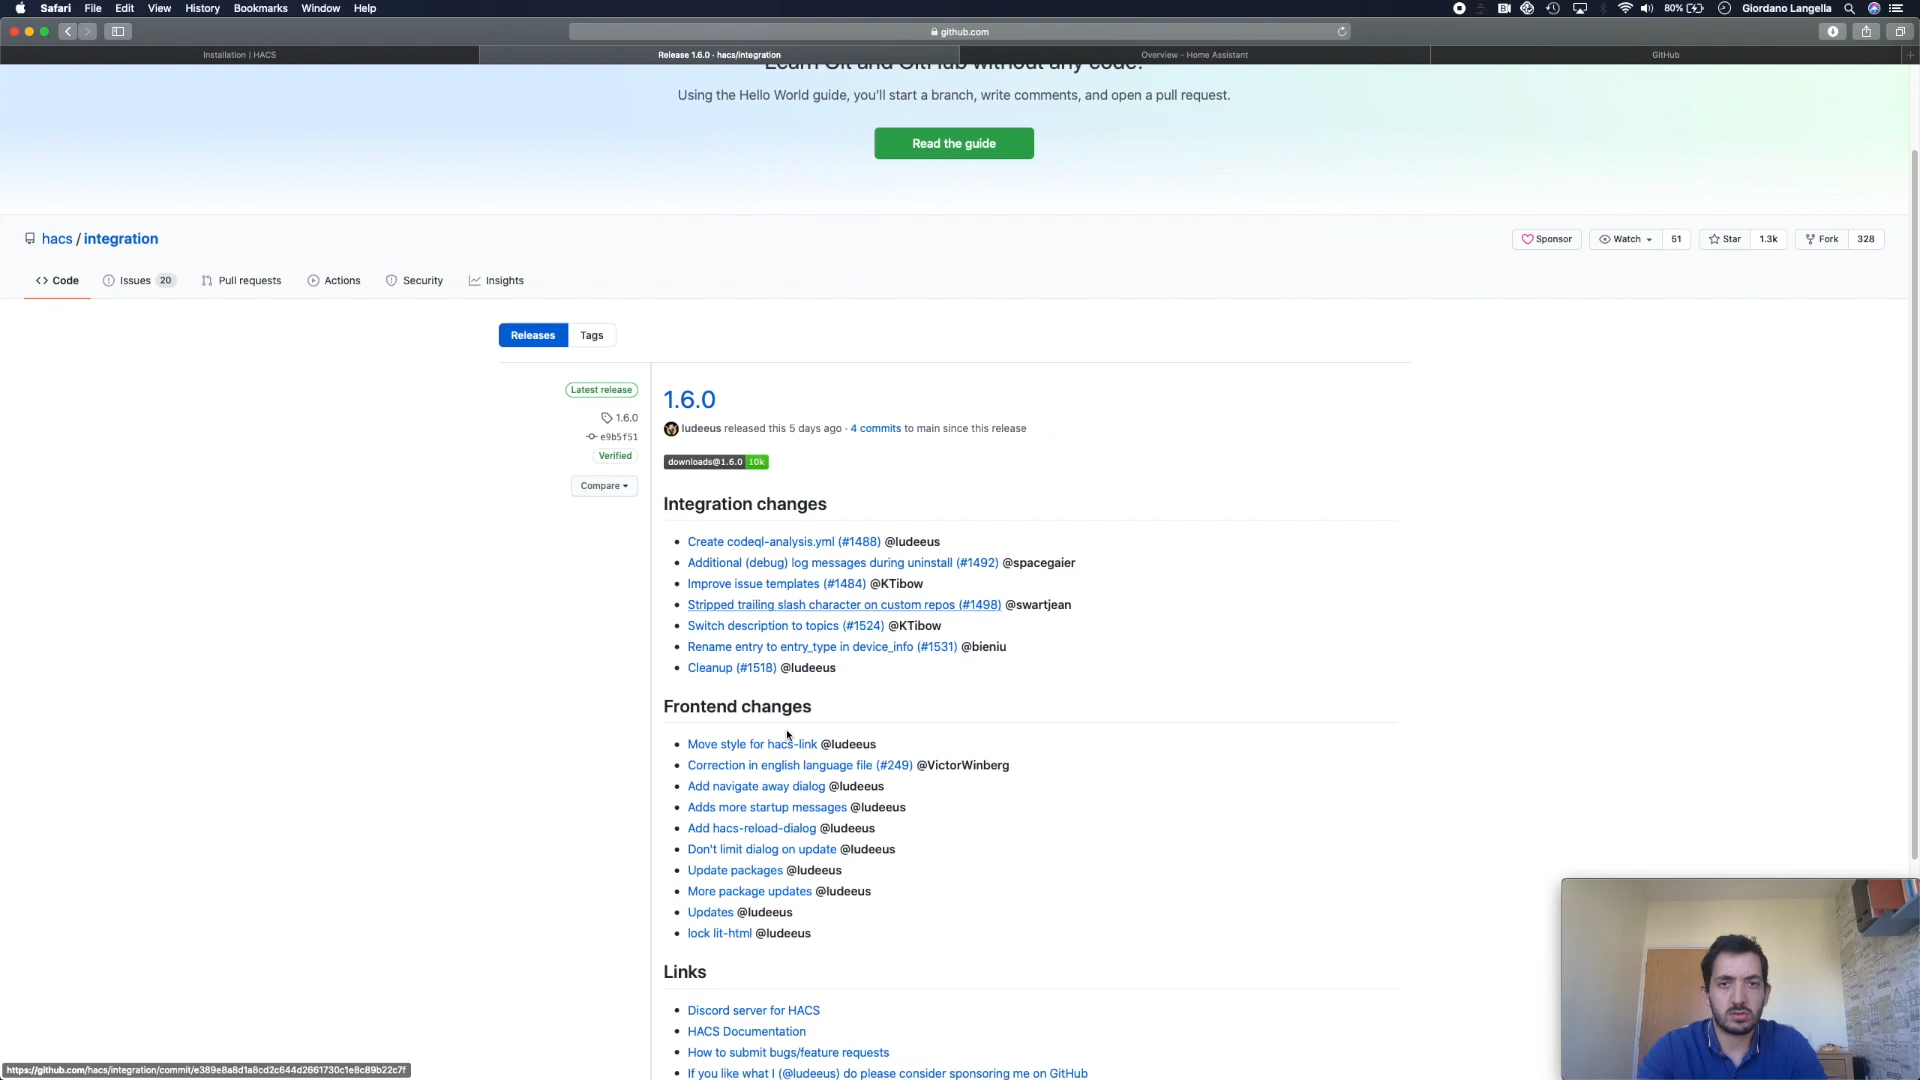 Safari File Edit View History Bookmarks Window Help 80% Giordano Langella
github.com
Installation | HACS Release 1.6.0 · hacs/integration Overview - Home Assistant GitHub
Learn Git and GitHub without any code!
Using the Hello World guide, you'll start a branch, write comments, and open a pull request.
Read the guide
hacs / integration Sponsor Watch 51 Star 1.3k Fork 328
<> Code Issues 20 Pull requests Actions Security Insights
Releases Tags
Latest release
1.6.0
e9b5f51
Verified
Compare
1.6.0
ludeeus released this 5 days ago · 4 commits to main since this release
downloads@1.6.0 10k
Integration changes
• Create codeql-analysis.yml (#1488) @ludeeus
• Additional (debug) log messages during uninstall (#1492) @spacegaier
• Improve issue templates (#1484) @KTibow
• Stripped trailing slash character on custom repos (#1498) @swartjean
• Switch description to topics (#1524) @KTibow
• Rename entry to entry_type in device_info (#1531) @bieniu
• Cleanup (#1518) @ludeeus
Frontend changes
• Move style for hacs-link @ludeeus
• Correction in english language file (#249) @VictorWinberg
• Add navigate away dialog @ludeeus
• Adds more startup messages @ludeeus
• Add hacs-reload-dialog @ludeeus
• Don't limit dialog on update @ludeeus
• Update packages @ludeeus
• More package updates @ludeeus
• Updates @ludeeus
• lock lit-html @ludeeus
Links
• Discord server for HACS
• HACS Documentation
• How to submit bugs/feature requests
• If you like what I (@ludeeus) do please consider sponsoring me on GitHub
https://github.com/hacs/integration/commit/e389e8a8d1a8cd2c644d2661730c1e8c89b22c7f